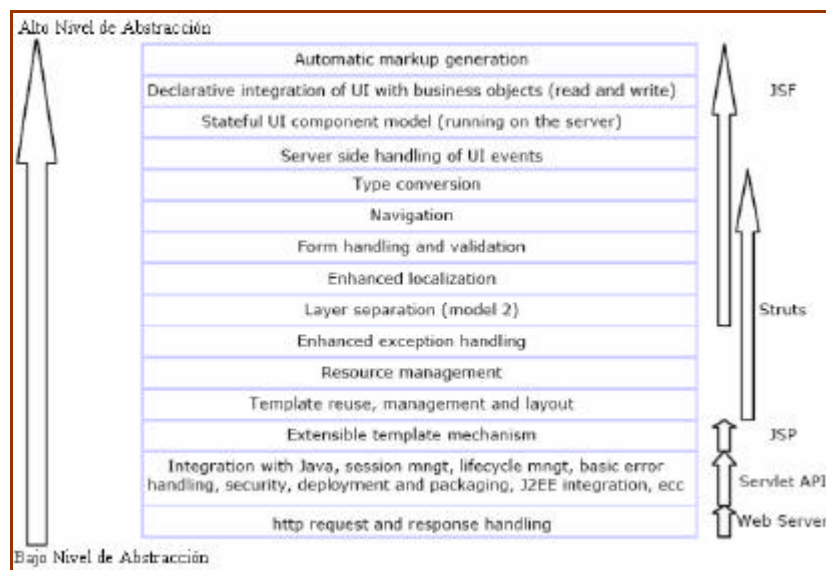 Alto Nivel de Abstracción
Automatic markup generation
Declarative integration of UI with business objects (read and write)
JSF
Stateful UI component model (running on the server)
Server side handling of UI events
Type conversion
Navigation
Form handling and validation
Enhanced localization
Layer separation (model 2)
Struts
Enhanced exception handling
Resource management
Template reuse, management and layout
Extensible template mechanism
JSP
Integration with Java, session mngt, lifecycle mngt, basic error
handling, security, deployment and packaging, J2EE integration, ecc
Servlet API
http request and response handling
Web Server
Bajo Nivel de Abstracción